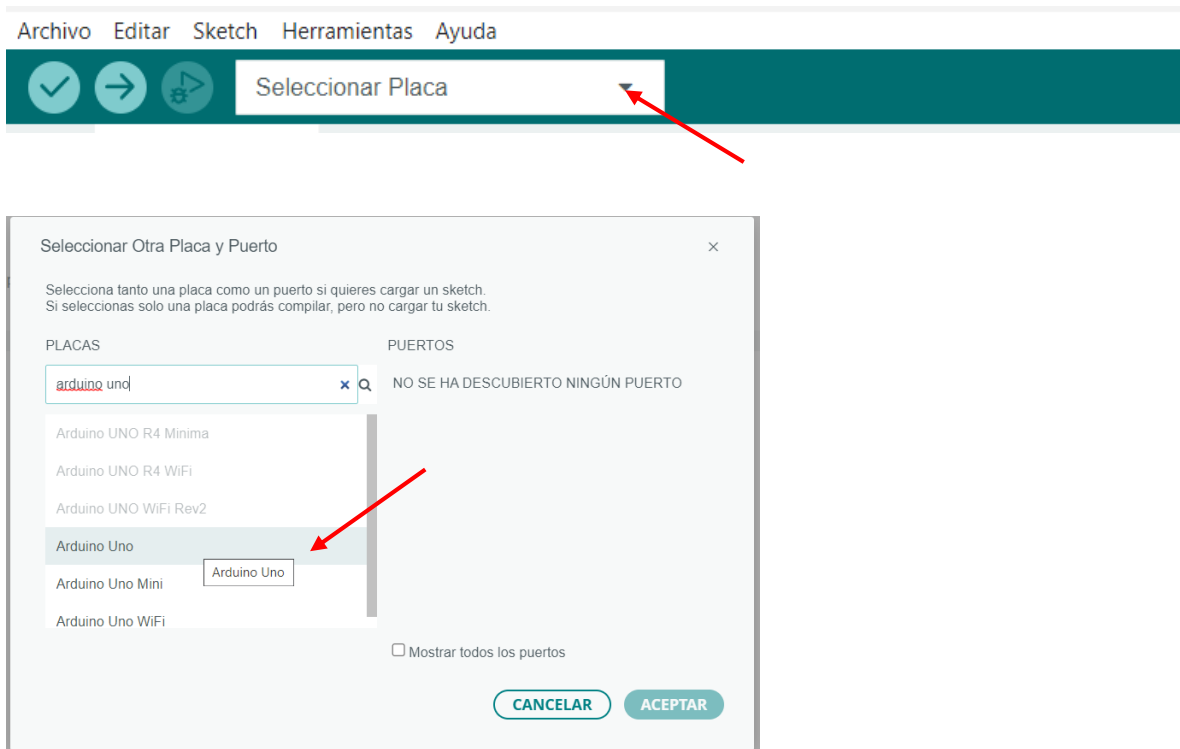 Archivo Editar Sketch Herramientas Ayuda
Seleccionar Placa
Seleccionar Otra Placa y Puerto
Selecciona tanto una placa como un puerto si quieres cargar un sketch.
Si seleccionas solo una placa podrás compilar, pero no cargar tu sketch.
PLACAS
PUERTOS
arduino uno
NO SE HA DESCUBIERTO NINGÚN PUERTO
Arduino UNO R4 Minima
Arduino UNO R4 WiFi
Arduino UNO WiFi Rev2
Arduino Uno
Arduino Uno
Arduino Uno Mini
Arduino Uno WiFi
Mostrar todos los puertos
CANCELAR
ACEPTAR